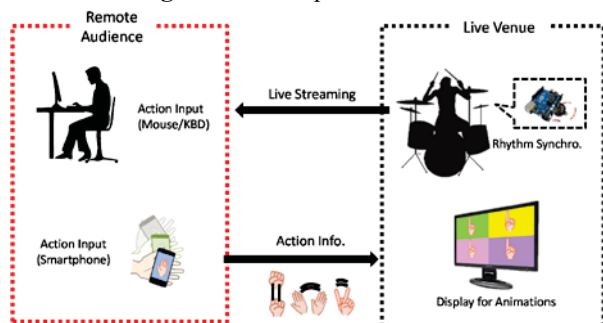 Remote
Audience
Live Venue
Action Input
(Mouse/KBD)
Live Streaming
Rhythm Synchro.
Action Input
(Smartphone)
Action Info.
Display for Animations